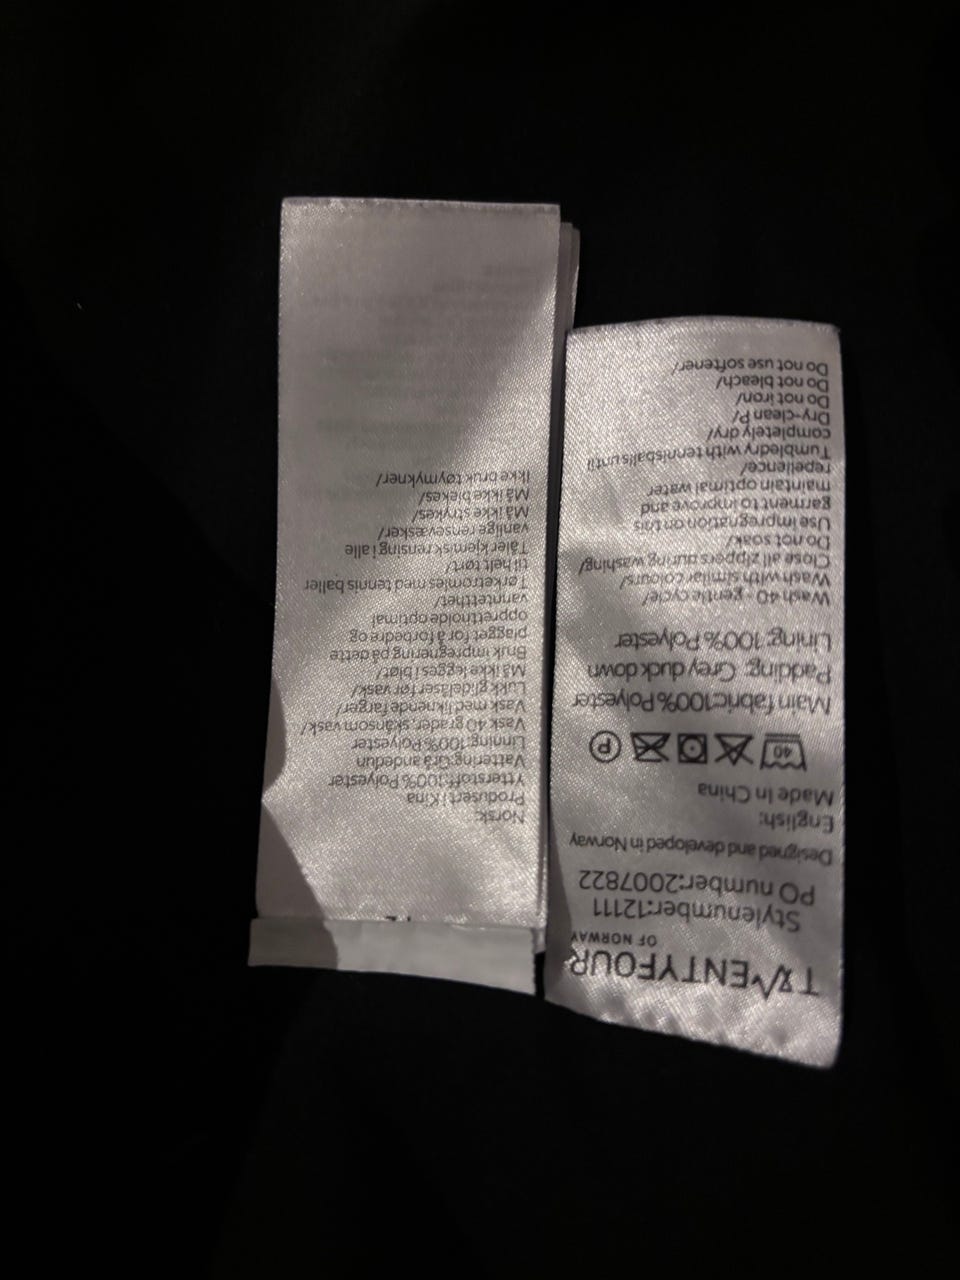 TWENTYFOUR
OF NORWAY
Stylenumber:12111
PO number:2007822
Designed and developed in Norway
English:
Made In China
40
P
Main fabric:100% Polyester
Padding: Grey duck down
Lining: 100% Polyester
Wash 40 - gentle cycle/
Wash with similar colours/
Close all zippers during washing/
Do not soak/
Use impregnation on this
garment to improve and
maintain optimal water
repellence/
Tumbledry with tennisballs until
completely dry/
Dry-clean P/
Do not iron/
Do not bleach/
Do not use softener/
Norsk:
Produsert i Kina
Ytterstoff:100% Polyester
Vattering: Grå andedun
Linning:100% Polyester
Vask 40 grader, skånsom vask/
Vask med liknende farger/
Lukk glidelåser før vask/
Må ikke legges i bløt/
Bruk impregnering på dette
plagget for å forbedre og
opprettholde optimal
vanntetthet/
Tørketromles med tennis baller
til helt tørt/
Tåler kjemisk rensing i alle
vanlige rensevæsker/
Må ikke strykes/
Må ikke blekes/
Ikke bruk tøymykner/